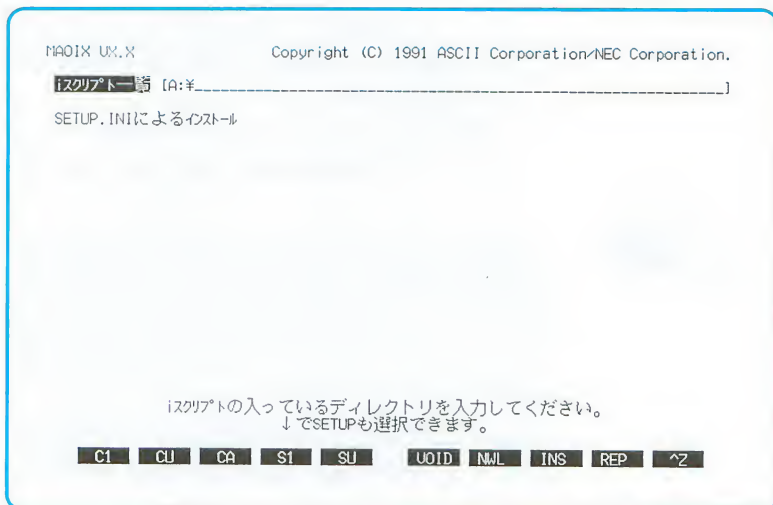 MAOIX UX.X Copyright (C) 1991 ASCII Corporation/NEC Corporation.
iスクリプト一覧 [A:¥_]
SETUP.INIによるインストール
iスクリプトの入っているディレクトリを入力してください。
↓でSETUPも選択できます。
C1 CU CA S1 SU VOID NWL INS REP ^Z